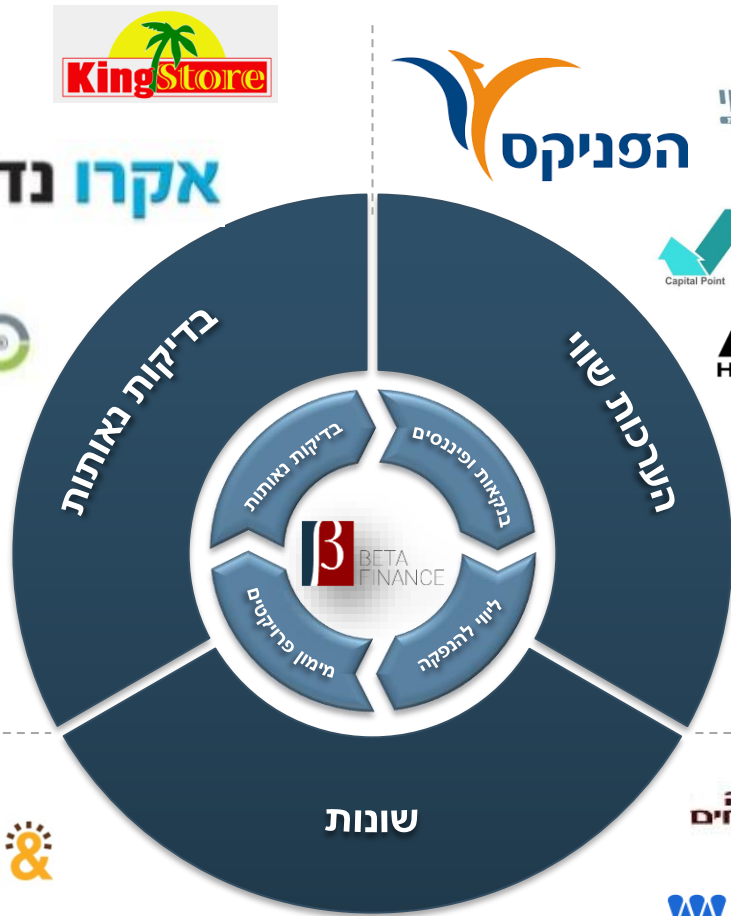 KingStore
הפניקס
אקרו נד
Capital Point
בדיקות נאותות
הערכות שווי
בדיקות נאותות
בנקאות ופיננסים
BETA
FINANCE
מימון פרויקטים
ליווי להנפקה
שונות
&